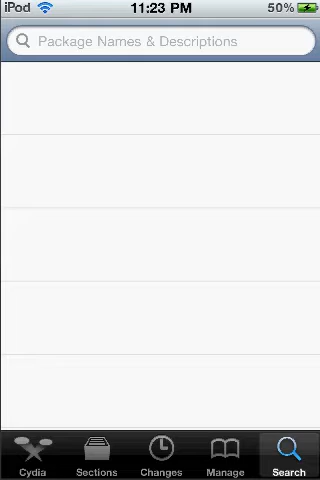 iPod 11:23 PM 50%
Package Names & Descriptions
Cydia Sections Changes Manage Search